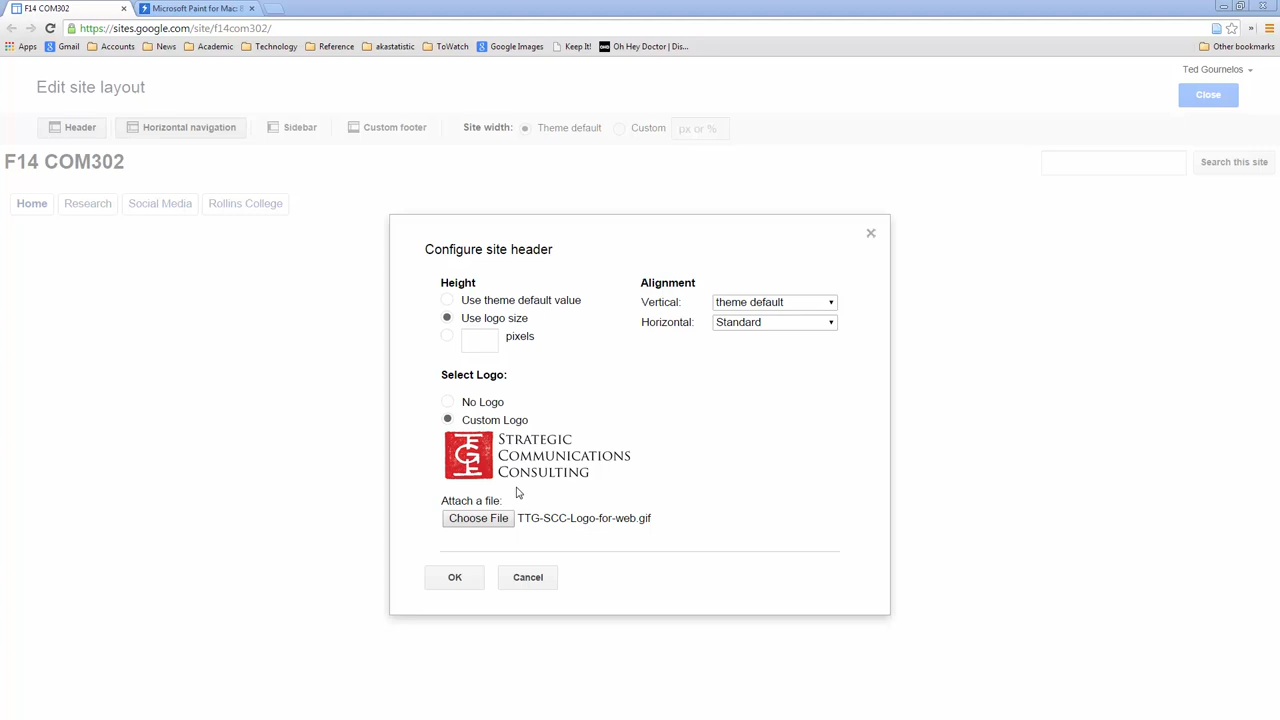 F14 COM302
Microsoft Paint for Mac:
https://sites.google.com/site/f14com302/
Apps Gmail Accounts News Academic Technology Reference akastatistic ToWatch Google Images Keep It! Oh Hey Doctor | Dis... Other bookmarks
Ted Gournelos
Edit site layout
Close
Header Horizontal navigation Sidebar Custom footer Site width: Theme default Custom px or %
F14 COM302
Search this site
Home Research Social Media Rollins College
Configure site header
Height Alignment
Use theme default value Vertical: theme default
Use logo size Horizontal: Standard
pixels
Select Logo:
No Logo
Custom Logo
STRATEGIC
COMMUNICATIONS
CONSULTING
Attach a file:
Choose File TTG-SCC-Logo-for-web.gif
OK Cancel